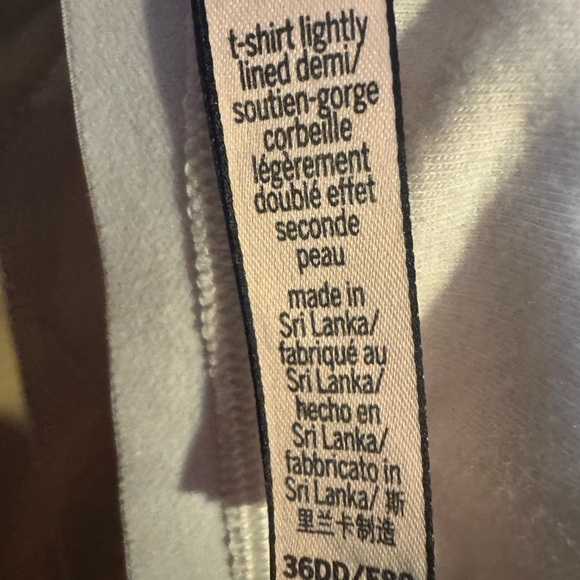 t-shirt lightly
lined demi/
soutien-gorge
corbeille
légèrement
doublé effet
seconde
peau
made in
Sri Lanka/
fabriqué au
Sri Lanka/
hecho en
Sri Lanka/
fabbricato in
Sri Lanka/ 斯
里兰卡制造